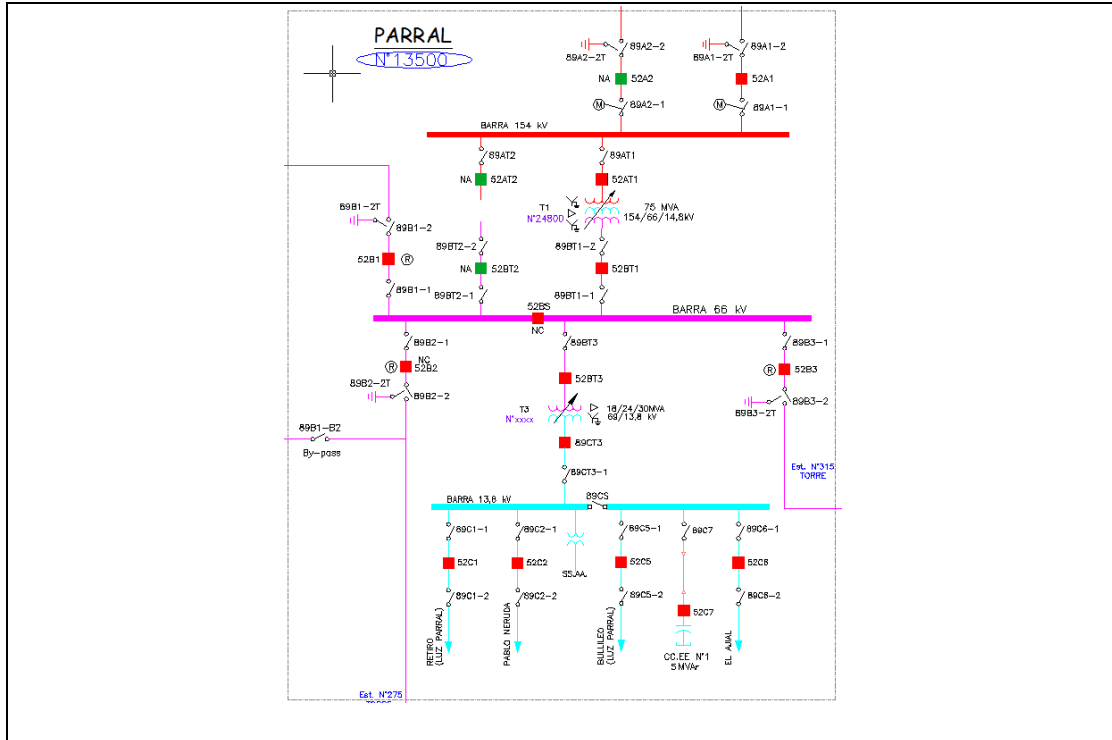 PARRAL
N°13500
89A2-2
89A1-2
89A2-2T
89A1-2T
NA
52A2
52A1
M
89A2-1
M
89A1-1
BARRA 154 kV
89AT2
89AT1
NA
52AT2
52AT1
T1
N°24800
75 MVA
154/66/14,8kV
89B1-2T
89B1-2
52B1
R
89B1-1
89BT2-2
89BT1-2
NA
52BT2
52BT1
89BT2-1
89BT1-1
52BS
NC
BARRA 66 kV
89B2-1
89BT3
89B3-1
NC
R
52B2
52BT3
R
52B3
89B2-2T
89B2-2
89B3-2
89B3-2T
T3
N°xxxx
18/24/30MVA
69/13,8 kV
89B1-B2
By-pass
89CT3
89CT3-1
Est. N°315
TORRE
BARRA 13,8 kV
89CS
89C1-1
89C2-1
89C5-1
89C7
89C6-1
52C1
52C2
SS.AA.
52C5
52C6
89C1-2
89C2-2
89C5-2
89C6-2
52C7
RETIRO
(LUZ PARRAL)
PABLO NERUDA
BULLILEO
(LUZ PARRAL)
CC.EE N°1
5MVAr
EL AJIAL
Est. N°275
TORRE